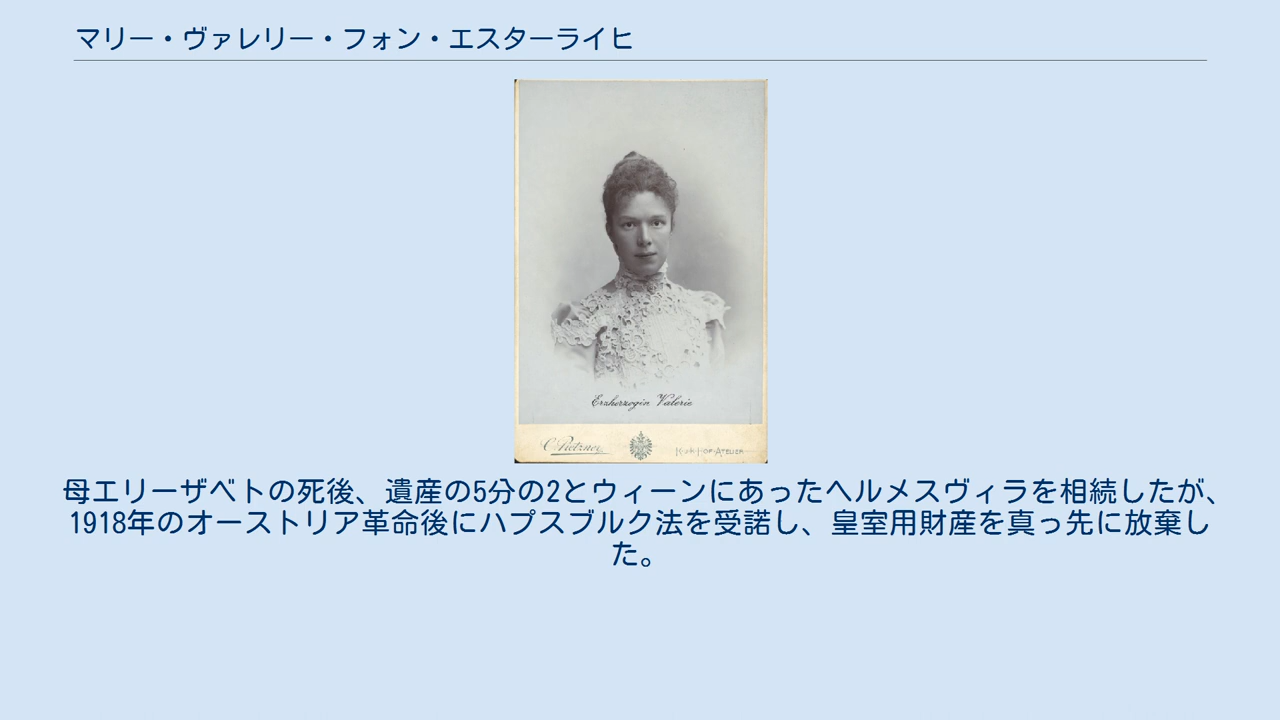 マリー・ヴァレリー・フォン・エスターライヒ
Erzherzogin Valerie
C. Pietzner
K.u.K. Hof-Atelier
母エリーザベトの死後、遺産の5分の2とウィーンにあったヘルメスヴィラを相続したが、
1918年のオーストリア革命後にハプスブルク法を受諾し、皇室用財産を真っ先に放棄し
た。